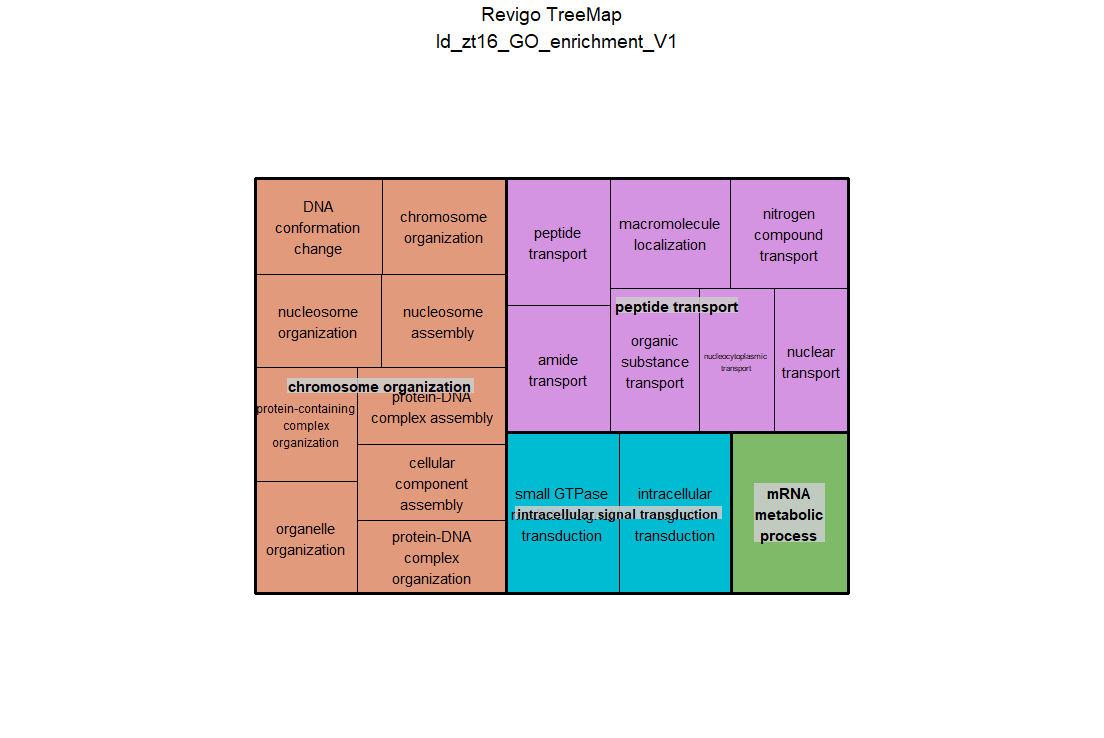 Revigo TreeMap
ld_zt16_GO_enrichment_V1
DNA
conformation
change
chromosome
organization
nucleosome
organization
nucleosome
assembly
chromosome organization
protein-containing
complex
organization
protein-DNA
complex assembly
cellular
component
assembly
organelle
organization
protein-DNA
complex
organization
peptide
transport
macromolecule
localization
nitrogen
compound
transport
peptide transport
amide
transport
organic
substance
transport
nucleocytoplasmic
transport
nuclear
transport
small GTPase
transduction
intracellular
transduction
intracellular signal transduction
mRNA
metabolic
process